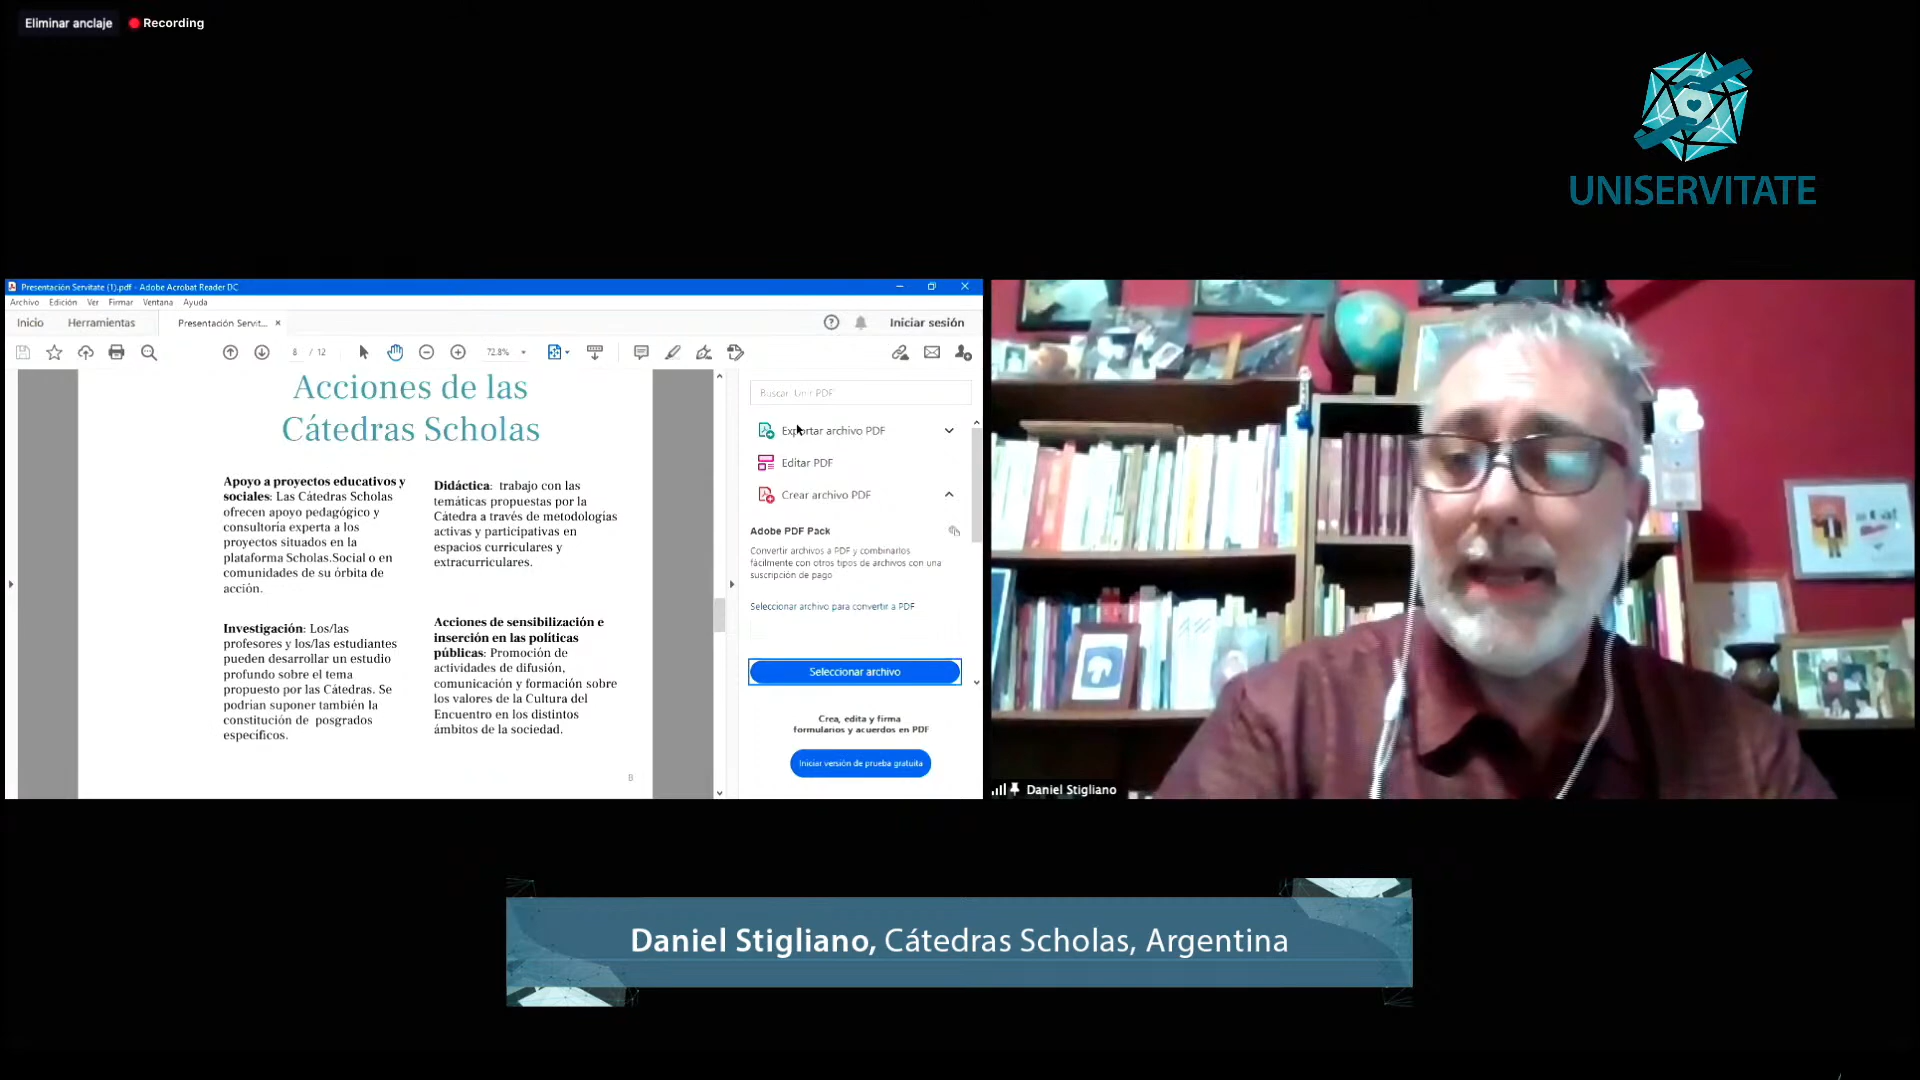 Eliminar anclaje
Recording
UNISERVITATE
Presentación Servitate (1).pdf - Adobe Acrobat Reader DC
Archivo Edición Ver Firmar Ventana Ayuda
Inicio Herramientas Presentación Servit... × Iniciar sesión
8 / 12 72.8%
Acciones de las
Cátedras Scholas
Apoyo a proyectos educativos y
sociales: Las Cátedras Scholas
ofrecen apoyo pedagógico y
consultoría experta a los
proyectos situados en la
plataforma Scholas.Social o en
comunidades de su órbita de
acción.
Investigación: Los/las
profesores y los/las estudiantes
pueden desarrollar un estudio
profundo sobre el tema
propuesto por las Cátedras. Se
podrían suponer también la
constitución de posgrados
específicos.
Didáctica: trabajo con las
temáticas propuestas por la
Cátedra a través de metodologías
activas y participativas en
espacios curriculares y
extracurriculares.
Acciones de sensibilización e
inserción en las políticas
públicas: Promoción de
actividades de difusión,
comunicación y formación sobre
los valores de la Cultura del
Encuentro en los distintos
ámbitos de la sociedad.
8
Buscar 'Unir PDF'
Exportar archivo PDF
Editar PDF
Crear archivo PDF
Adobe PDF Pack
Convertir archivos a PDF y combinarlos
fácilmente con otros tipos de archivos con una
suscripción de pago
Seleccionar archivo para convertir a PDF
Seleccionar archivo
Crea, edita y firma
formularios y acuerdos en PDF
Iniciar versión de prueba gratuita
Daniel Stigliano
Daniel Stigliano, Cátedras Scholas, Argentina